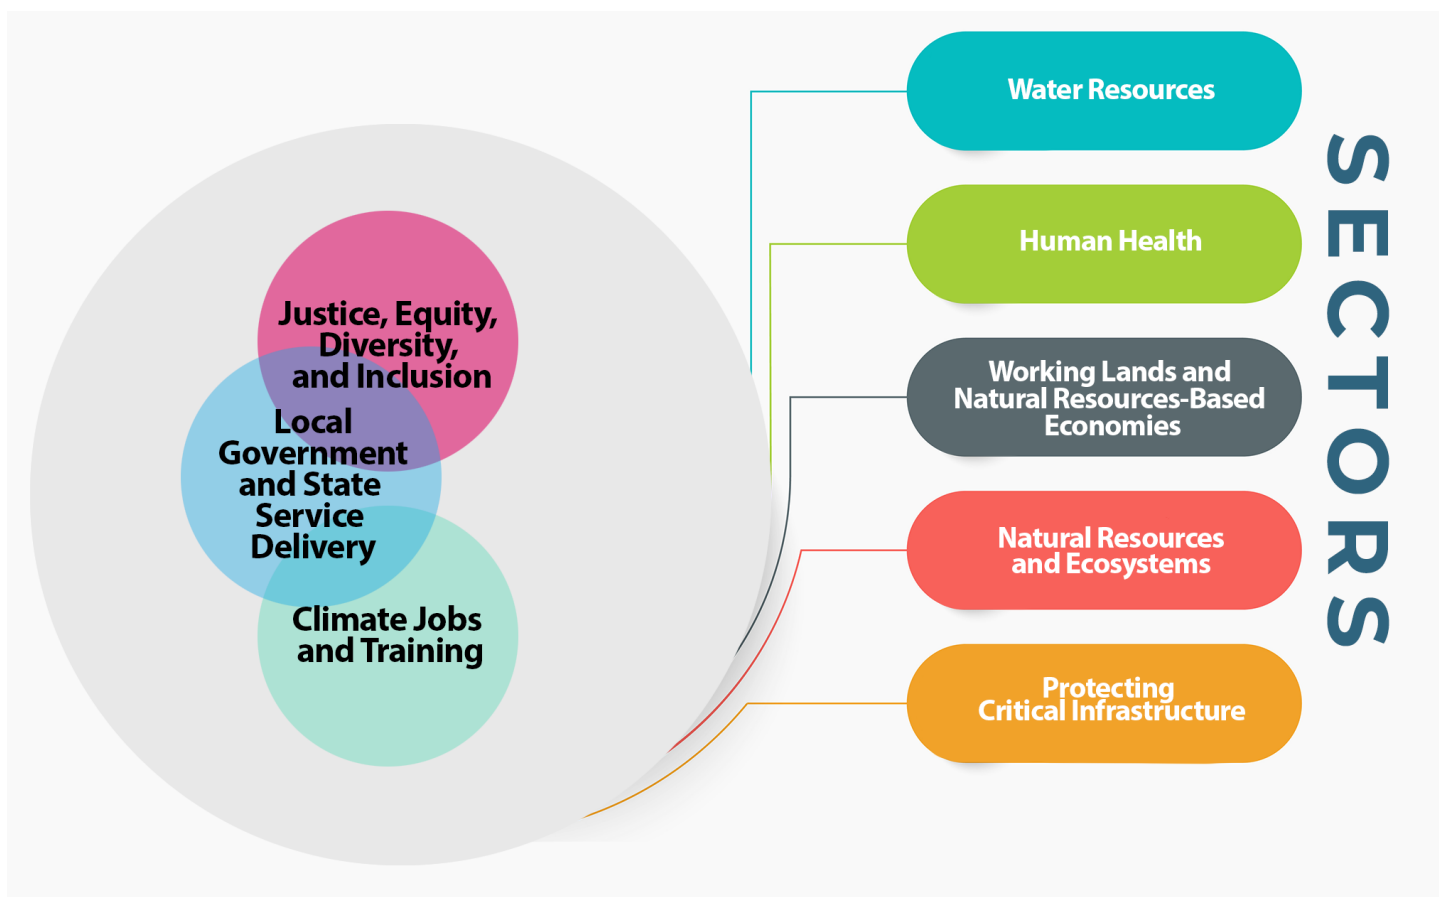 Justice, Equity,
Diversity,
and Inclusion
Local
Government
and State
Service
Delivery
Climate Jobs
and Training
Water Resources
Human Health
Working Lands and
Natural Resources-Based
Economies
Natural Resources
and Ecosystems
Protecting
Critical Infrastructure
SECTORS